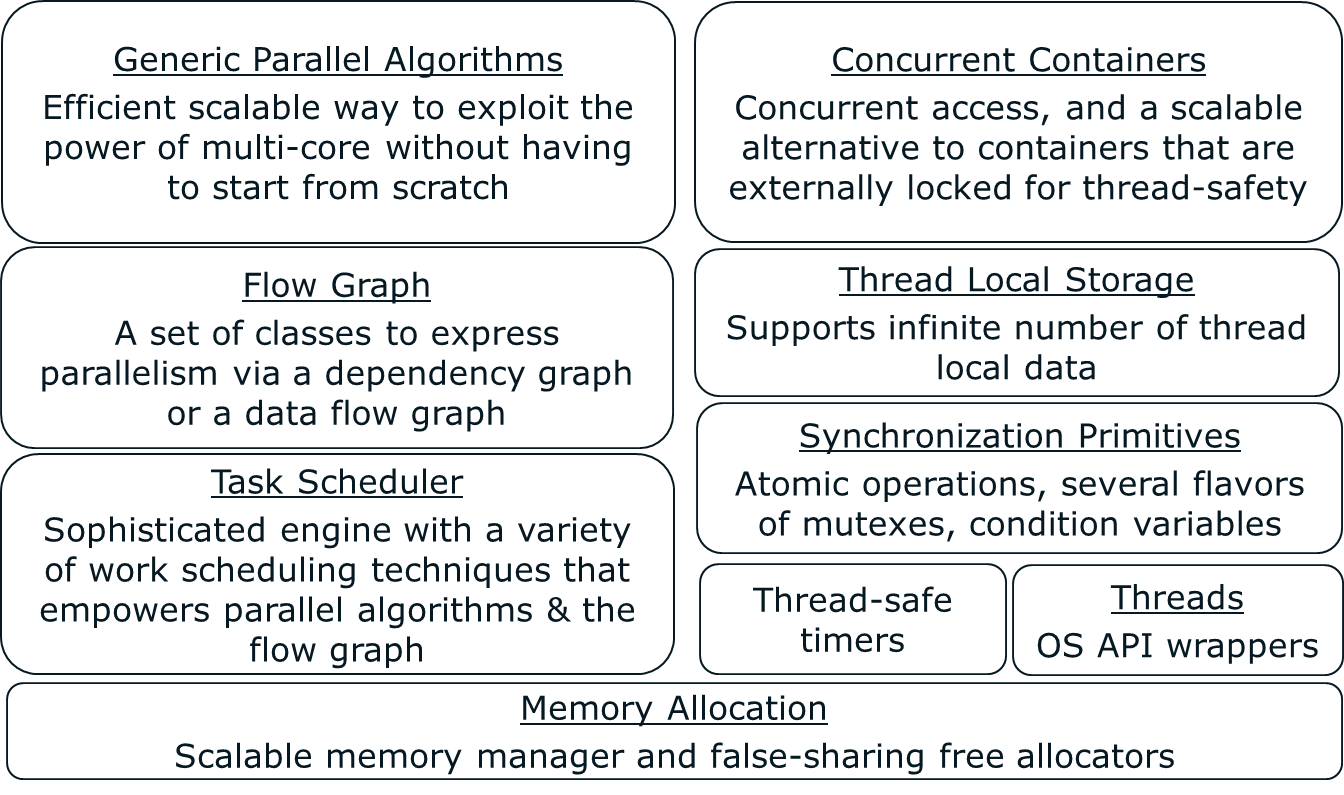 Generic Parallel Algorithms
Efficient scalable way to exploit the
power of multi-core without having
to start from scratch
Concurrent Containers
Concurrent access, and a scalable
alternative to containers that are
externally locked for thread-safety
Flow Graph
A set of classes to express
parallelism via a dependency graph
or a data flow graph
Thread Local Storage
Supports infinite number of thread
local data
Task Scheduler
Sophisticated engine with a variety
of work scheduling techniques that
empowers parallel algorithms & the
flow graph
Synchronization Primitives
Atomic operations, several flavors
of mutexes, condition variables
Thread-safe
timers
Threads
OS API wrappers
Memory Allocation
Scalable memory manager and false-sharing free allocators